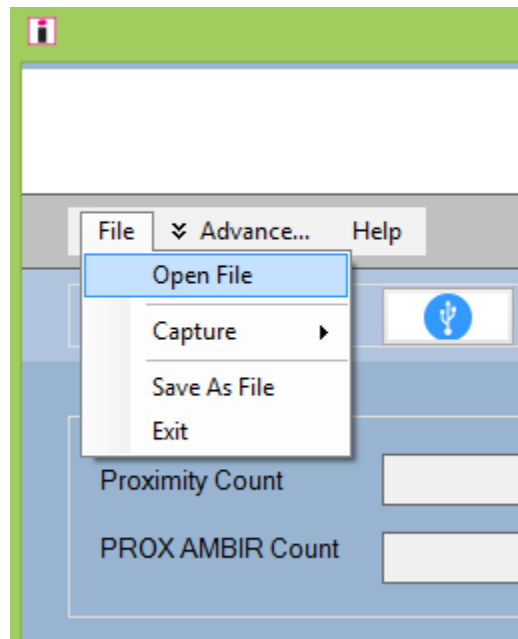 File Advance... Help
Open File
Capture
Save As File
Exit
Proximity Count
PROX AMBIR Count